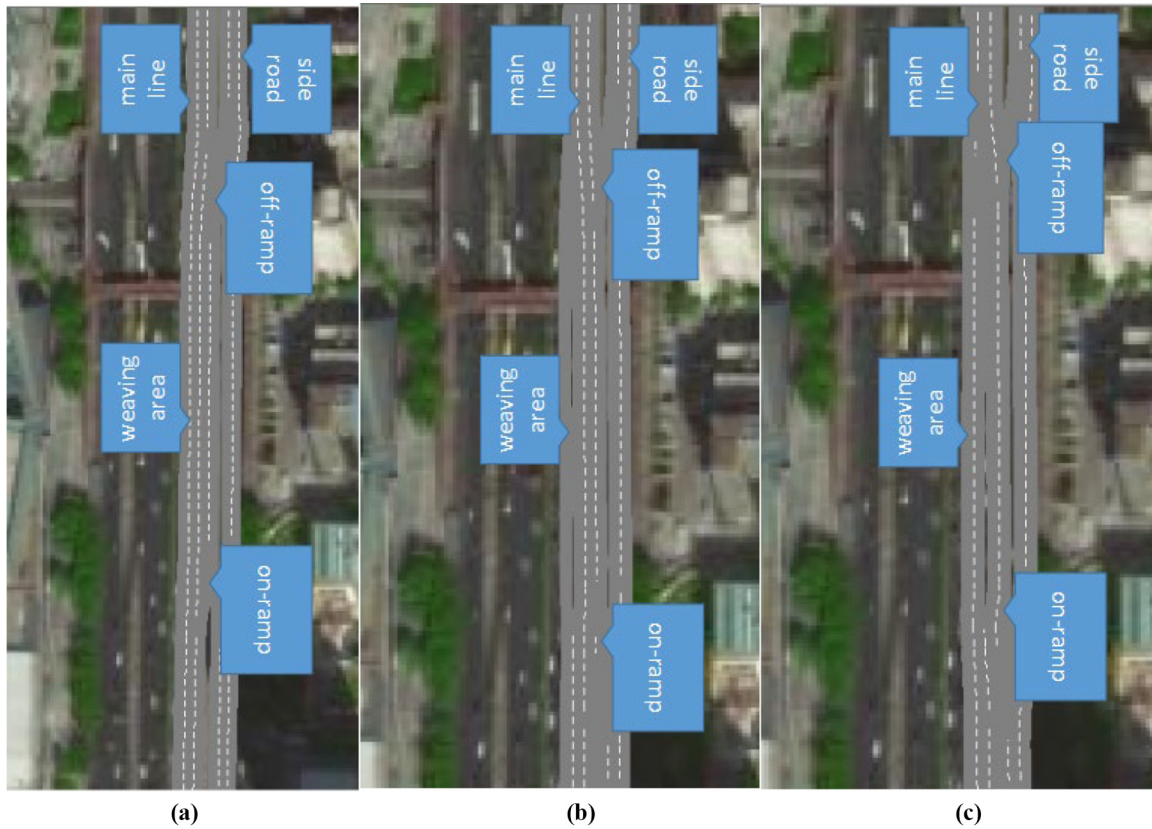 main
line
side
road
off-ramp
weaving
area
on-ramp
(a)
main
line
side
road
off-ramp
weaving
area
on-ramp
(b)
main
line
side
road
off-ramp
weaving
area
on-ramp
(c)